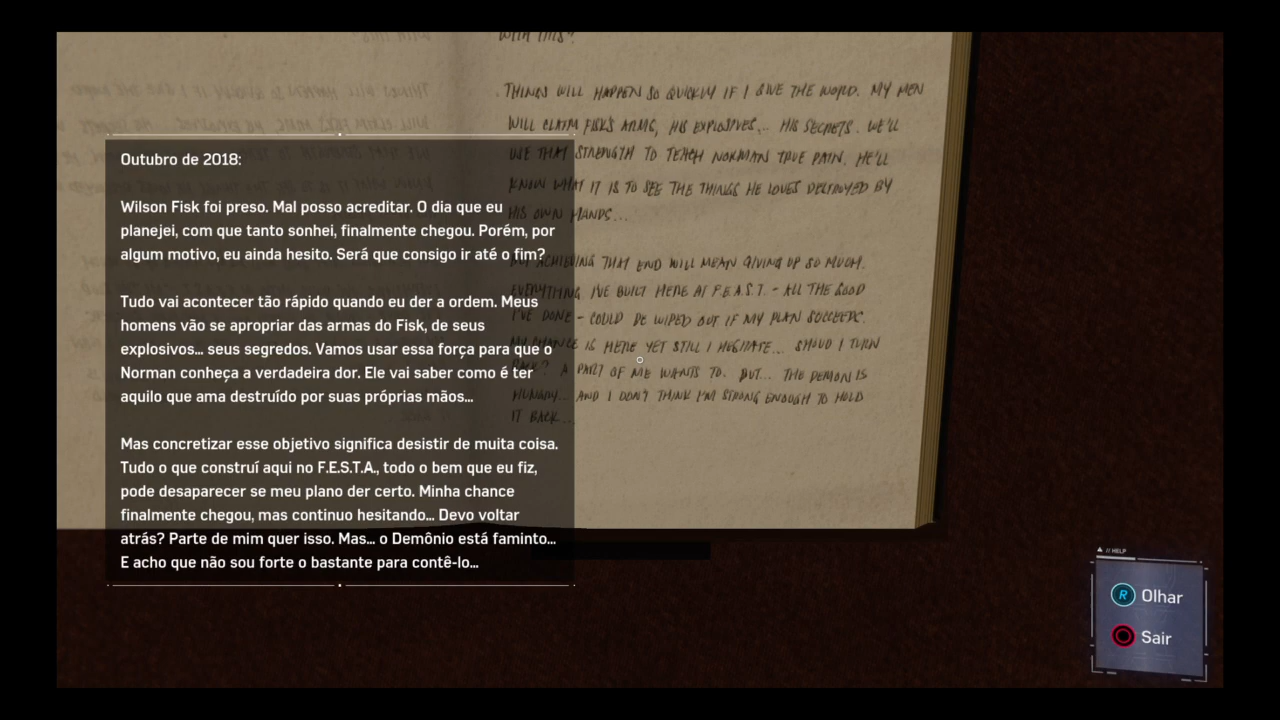 WITH THIS?
THINGS WILL HAPPEN SO QUICKLY IF I GIVE THE WORD. MY MEN
WILL CLAIM FISK'S ARMS, HIS EXPLOSIVES... HIS SECRETS. WE'LL
USE THAT STRENGTH TO TEACH NORMAN TRUE PAIN. HE'LL
KNOW WHAT IT IS TO SEE THE THINGS HE LOVES DESTROYED BY
HIS OWN HANDS...
BUT ACHIEVING THAT END WILL MEAN GIVING UP SO MUCH.
EVERYTHING I'VE BUILT HERE AT F.E.A.S.T. - ALL THE GOOD
I'VE DONE - COULD BE WIPED OUT IF MY PLAN SUCCEEDS.
MY CHANCE IS HERE YET STILL I HESITATE... SHOULD I TURN
BACK? A PART OF ME WANTS TO. BUT... THE DEMON IS
HUNGRY... AND I DON'T THINK I'M STRONG ENOUGH TO HOLD
IT BACK...
Outubro de 2018:
Wilson Fisk foi preso. Mal posso acreditar. O dia que eu
planejei, com que tanto sonhei, finalmente chegou. Porém, por
algum motivo, eu ainda hesito. Será que consigo ir até o fim?
Tudo vai acontecer tão rápido quando eu der a ordem. Meus
homens vão se apropriar das armas do Fisk, de seus
explosivos... seus segredos. Vamos usar essa força para que o
Norman conheça a verdadeira dor. Ele vai saber como é ter
aquilo que ama destruído por suas próprias mãos...
Mas concretizar esse objetivo significa desistir de muita coisa.
Tudo o que construí aqui no F.E.S.T.A., todo o bem que eu fiz,
pode desaparecer se meu plano der certo. Minha chance
finalmente chegou, mas continuo hesitando... Devo voltar
atrás? Parte de mim quer isso. Mas... o Demônio está faminto...
E acho que não sou forte o bastante para contê-lo...
// HELP
R Olhar
Sair